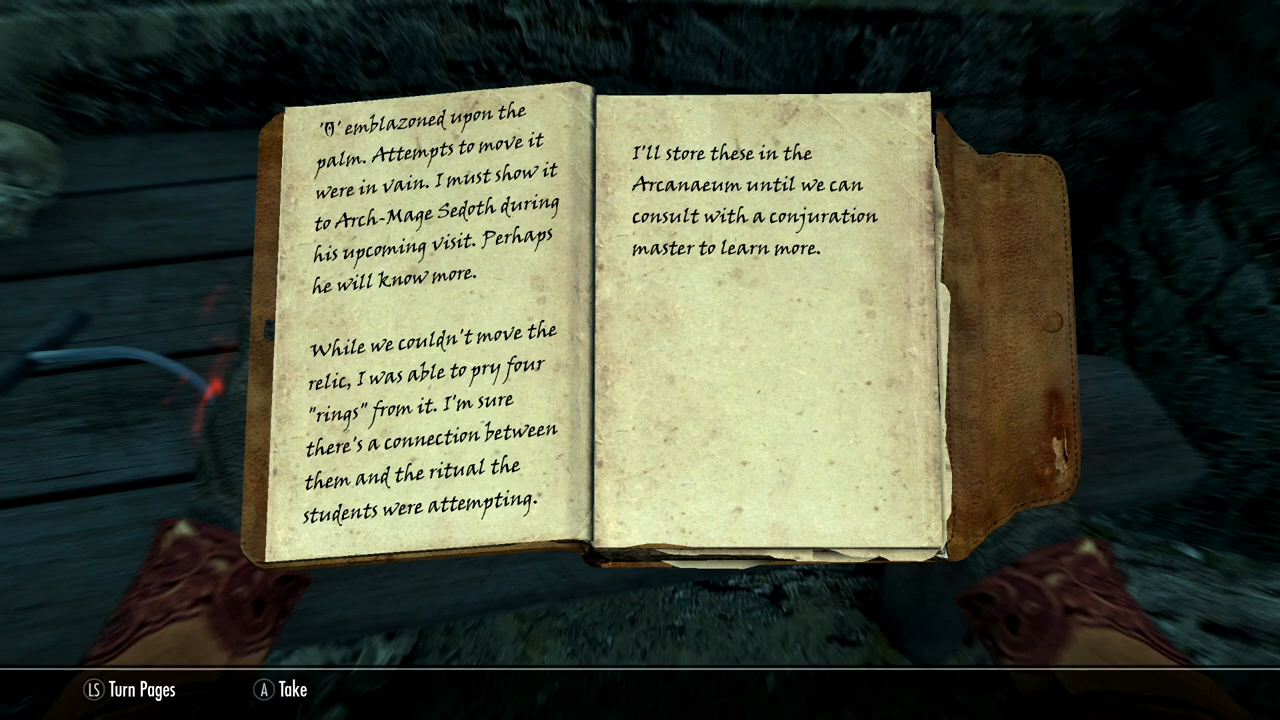 'O' emblazoned upon the
palm. Attempts to move it
were in vain. I must show it
to Arch-Mage Sedoth during
his upcoming visit. Perhaps
he will know more.
While we couldn't move the
relic, I was able to pry four
"rings" from it. I'm sure
there's a connection between
them and the ritual the
students were attempting.
I'll store these in the
Arcanaeum until we can
consult with a conjuration
master to learn more.
LS Turn Pages
A Take